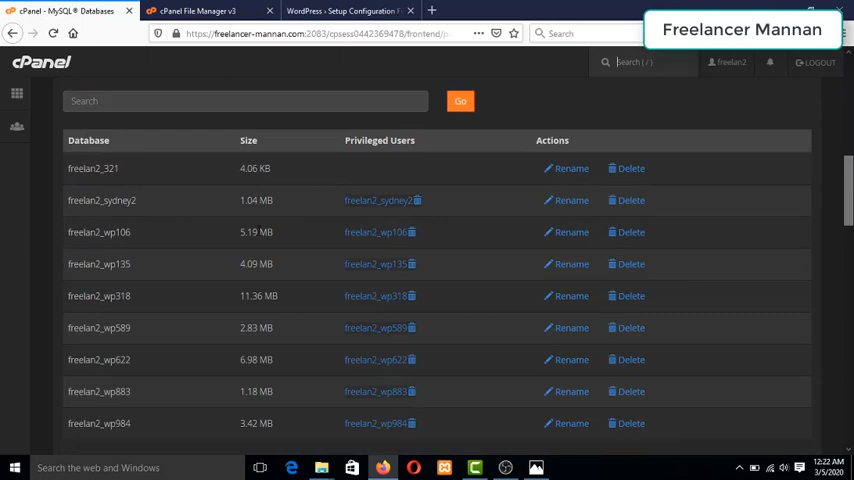 cPanel - MySQL® Databases
cPanel File Manager v3
WordPress › Setup Configuration Fi
https://freelancer-mannan.com:2083/cpsess0442369478/frontend/p
Search
Freelancer Mannan
cPanel
Search ( / )
freelan2
LOGOUT
Search
Go
Database Size Privileged Users Actions
freelan2_321 4.06 KB Rename Delete
freelan2_sydney2 1.04 MB freelan2_sydney2 Rename Delete
freelan2_wp106 5.19 MB freelan2_wp106 Rename Delete
freelan2_wp135 4.09 MB freelan2_wp135 Rename Delete
freelan2_wp318 11.36 MB freelan2_wp318 Rename Delete
freelan2_wp589 2.83 MB freelan2_wp589 Rename Delete
freelan2_wp622 6.98 MB freelan2_wp622 Rename Delete
freelan2_wp883 1.18 MB freelan2_wp883 Rename Delete
freelan2_wp984 3.42 MB freelan2_wp984 Rename Delete
Search the web and Windows
12:22 AM
3/5/2020